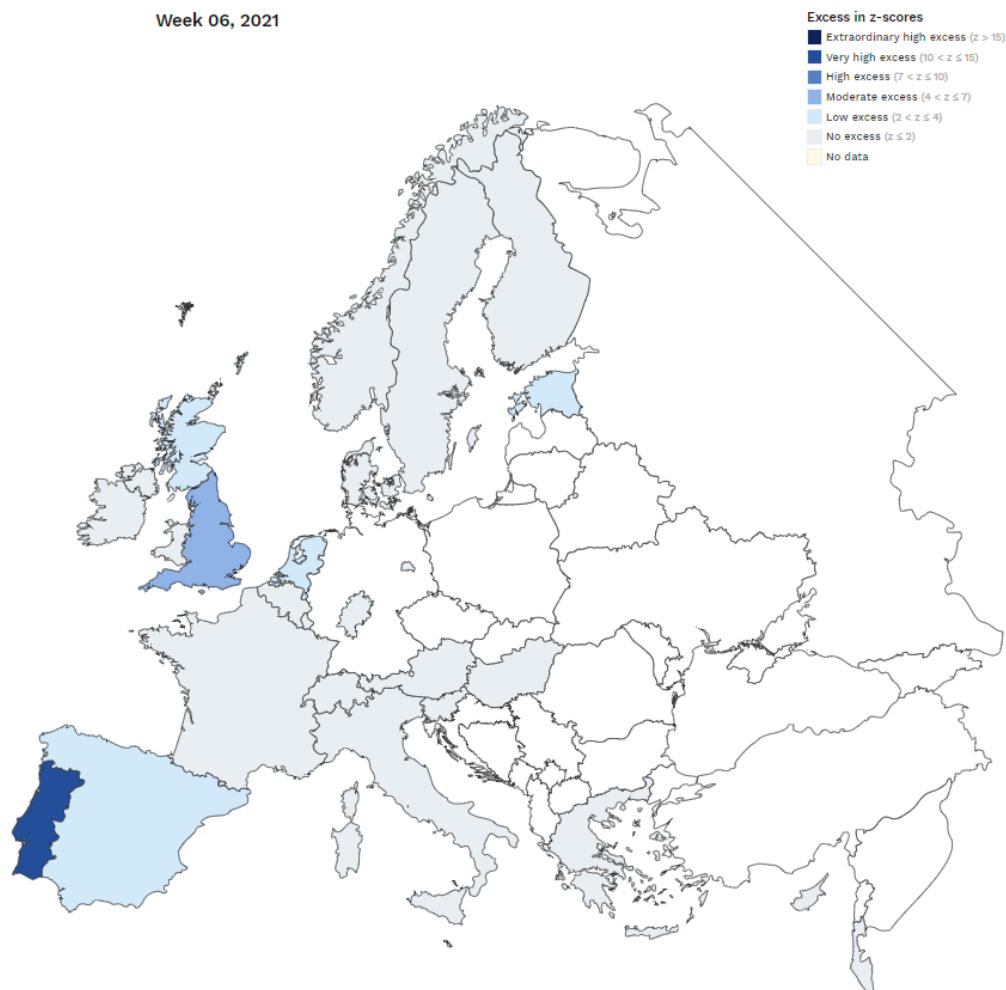 Week 06, 2021
Excess in z-scores
Extraordinary high excess (z > 15)
Very high excess (10 < z ≤ 15)
High excess (7 < z ≤ 10)
Moderate excess (4 < z ≤ 7)
Low excess (2 < z ≤ 4)
No excess (z ≤ 2)
No data